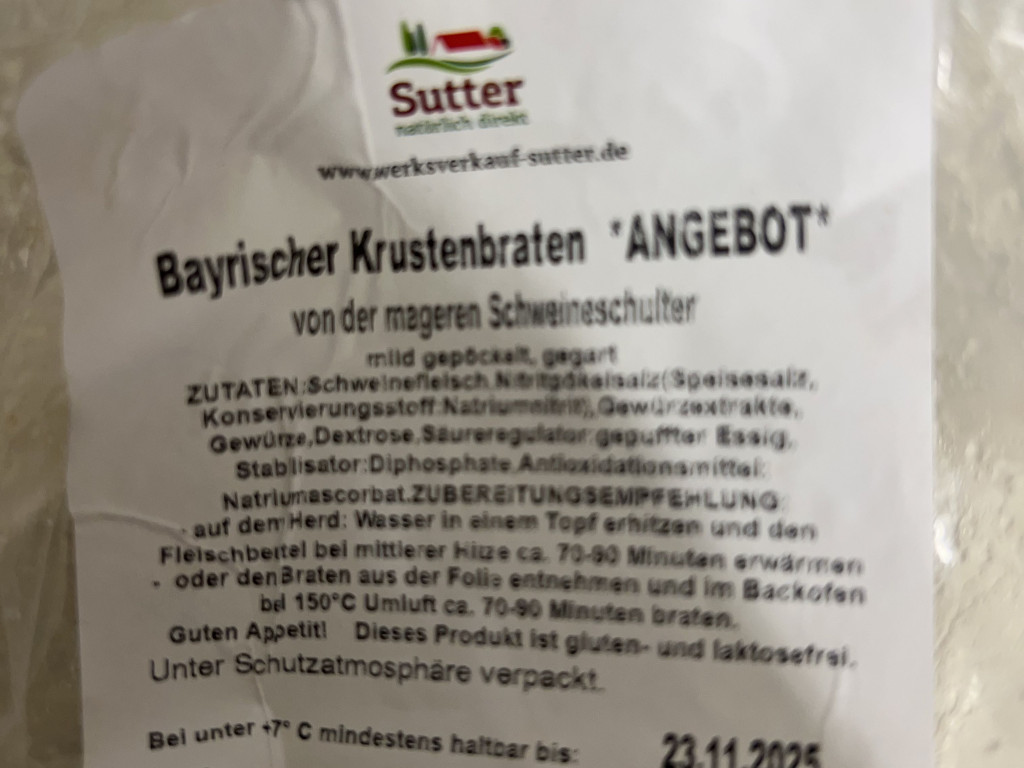 Sutter
natürlich direkt
www.werksverkauf-sutter.de
Bayrischer Krustenbraten *ANGEBOT*
von der mageren Schweineschulter
mild gepöckelt, gegart
ZUTATEN:Schweinefleisch,Nitritpökelsalz(Speisesalz,
Konservierungsstoff:Natriumnitrit),Gewürzextrakte,
Gewürze,Dextrose,Säureregulator:gepuffter Essig,
Stabilisator:Diphosphate,Antioxidationsmittel:
Natriumascorbat.ZUBEREITUNGSEMPFEHLUNG:
- auf dem Herd: Wasser in einem Topf erhitzen und den
Fleischbeitel bei mittlerer Hitze ca. 70-90 Minuten erwärmen
- oder den Braten aus der Folie entnehmen und im Backofen
bei 150°C Umluft ca. 70-90 Minuten braten.
Guten Appetit! Dieses Produkt ist gluten- und laktosefrei.
Unter Schutzatmosphäre verpackt.
Bei unter +7° C mindestens haltbar bis: 23.11.2025